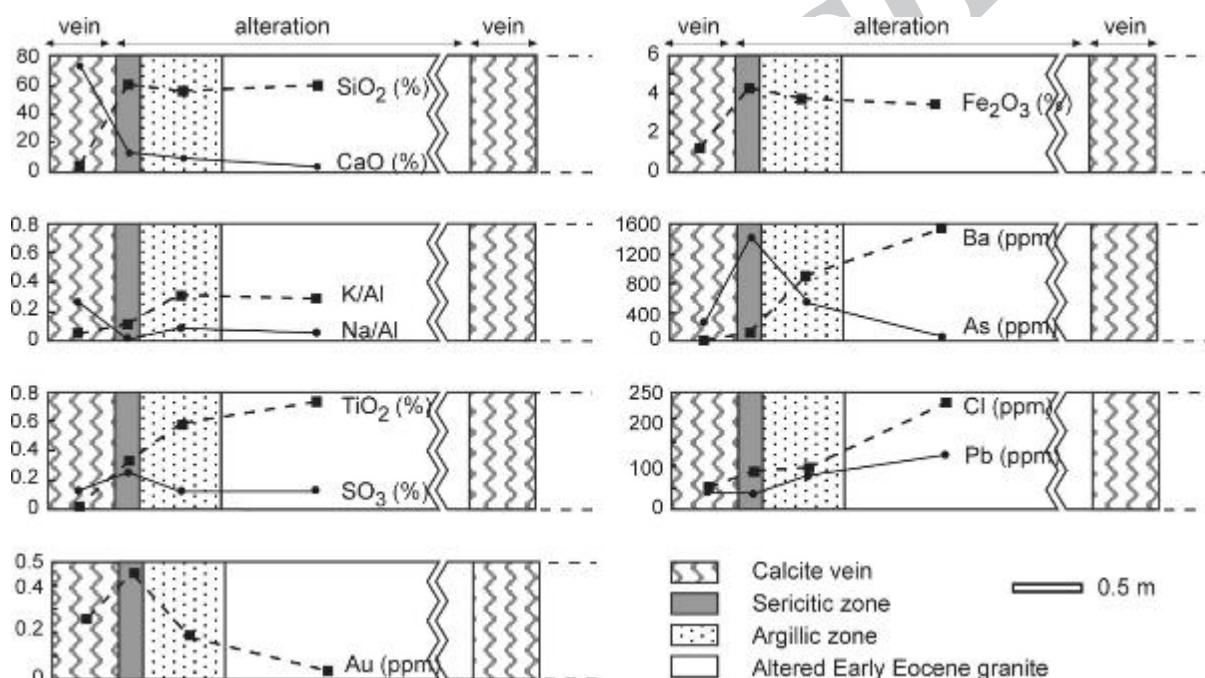 vein alteration vein
80
60
40
20
0
SiO2 (%)
CaO (%)
vein alteration vein
6
4
2
0
Fe2O3 (%)
0.8
0.6
0.4
0.2
0
K/Al
Na/Al
1600
1200
800
400
0
Ba (ppm)
As (ppm)
0.8
0.6
0.4
0.2
0
TiO2 (%)
SO3 (%)
250
200
100
0
Cl (ppm)
Pb (ppm)
0.5
0.4
0.2
0
Au (ppm)
Calcite vein
Sericitic zone
Argillic zone
Altered Early Eocene granite
0.5 m